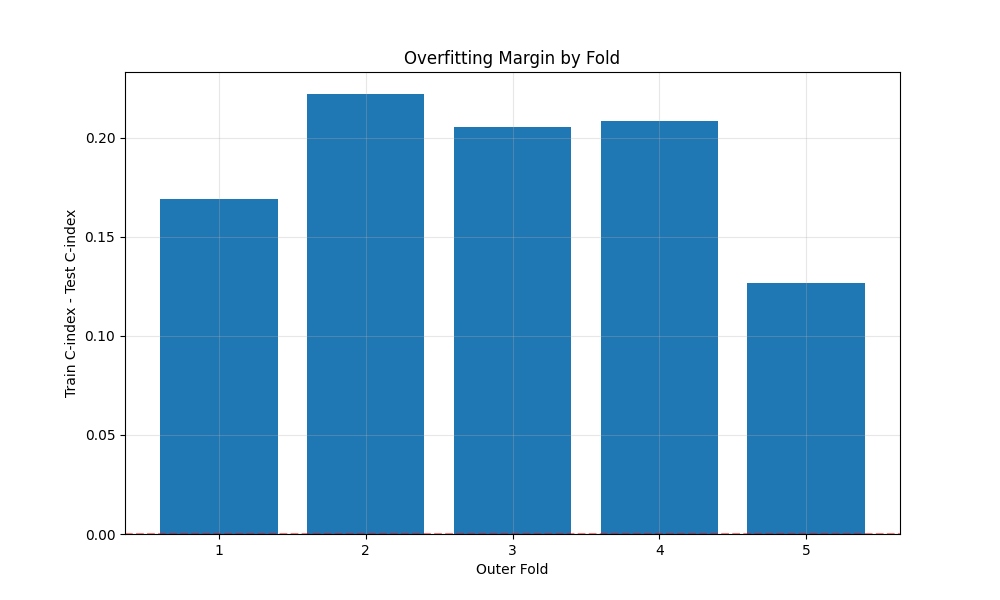 Overfitting Margin by Fold
Train C-index - Test C-index
0.20
0.15
0.10
0.05
0.00
1 2 3 4 5
Outer Fold